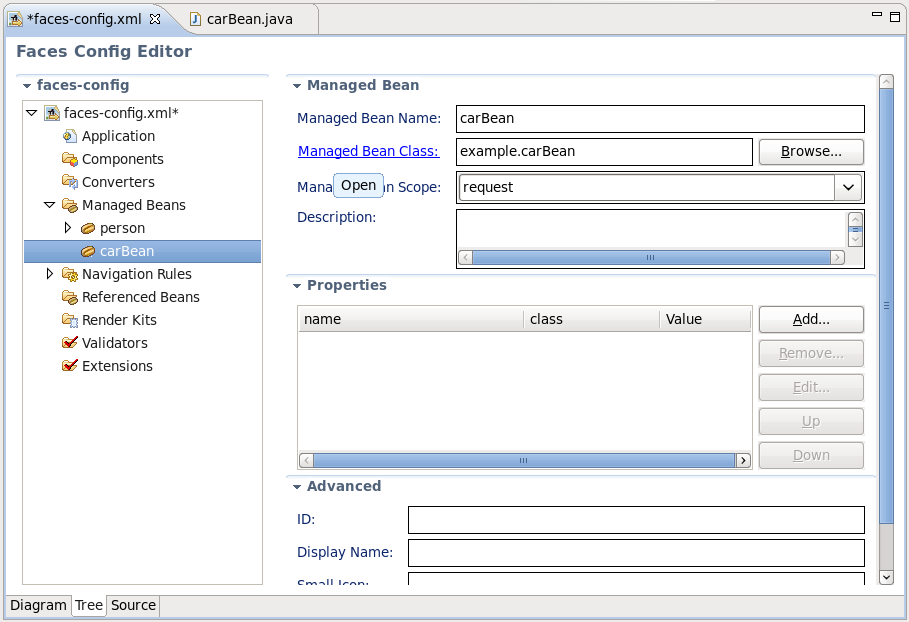 *faces-config.xml
carBean.java
Faces Config Editor
faces-config
faces-config.xml*
Application
Components
Converters
Managed Beans
person
carBean
Navigation Rules
Referenced Beans
Render Kits
Validators
Extensions
Managed Bean
Managed Bean Name: carBean
Managed Bean Class: example.carBean Browse...
Open
Scope: request
Description:
Properties
name class Value
Add...
Remove...
Edit...
Up
Down
Advanced
ID:
Display Name:
Small Icon:
Diagram Tree Source